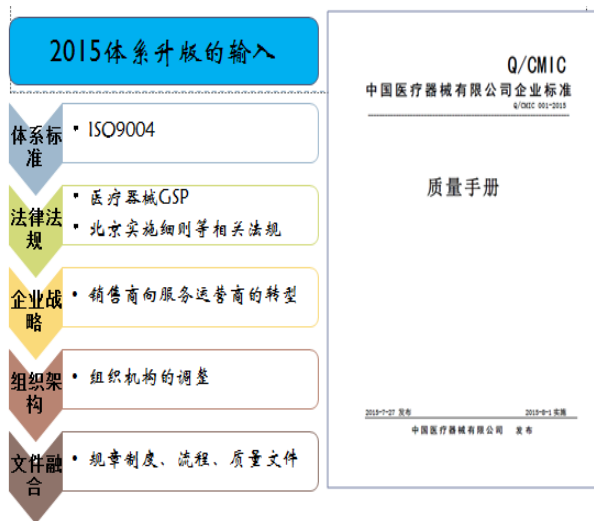 2015体系升版的输入
体系标
准
• ISO9004
法律法
规
• 医疗器械GSP
• 北京实施细则等相关法规
企业战
略
• 销售商向服务运营商的转型
组织架
构
• 组织机构的调整
文件融
合
• 规章制度、流程、质量文件
Q/CMIC
中国医疗器械有限公司企业标准
Q/CMIC 001-2015
质量手册
2015-7-27 发布
2015-8-1 实施
中国医疗器械有限公司 发布